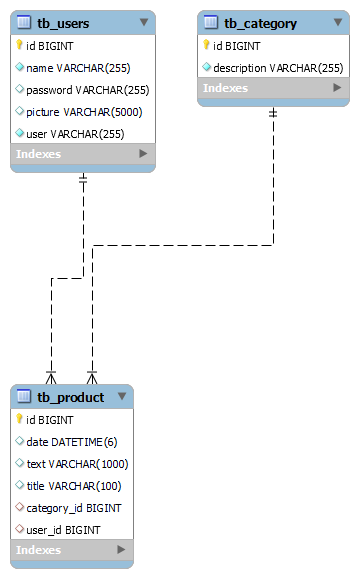 tb_users
id BIGINT
name VARCHAR(255)
password VARCHAR(255)
picture VARCHAR(5000)
user VARCHAR(255)
Indexes
tb_category
id BIGINT
description VARCHAR(255)
Indexes
tb_product
id BIGINT
date DATETIME(6)
text VARCHAR(1000)
title VARCHAR(100)
category_id BIGINT
user_id BIGINT
Indexes